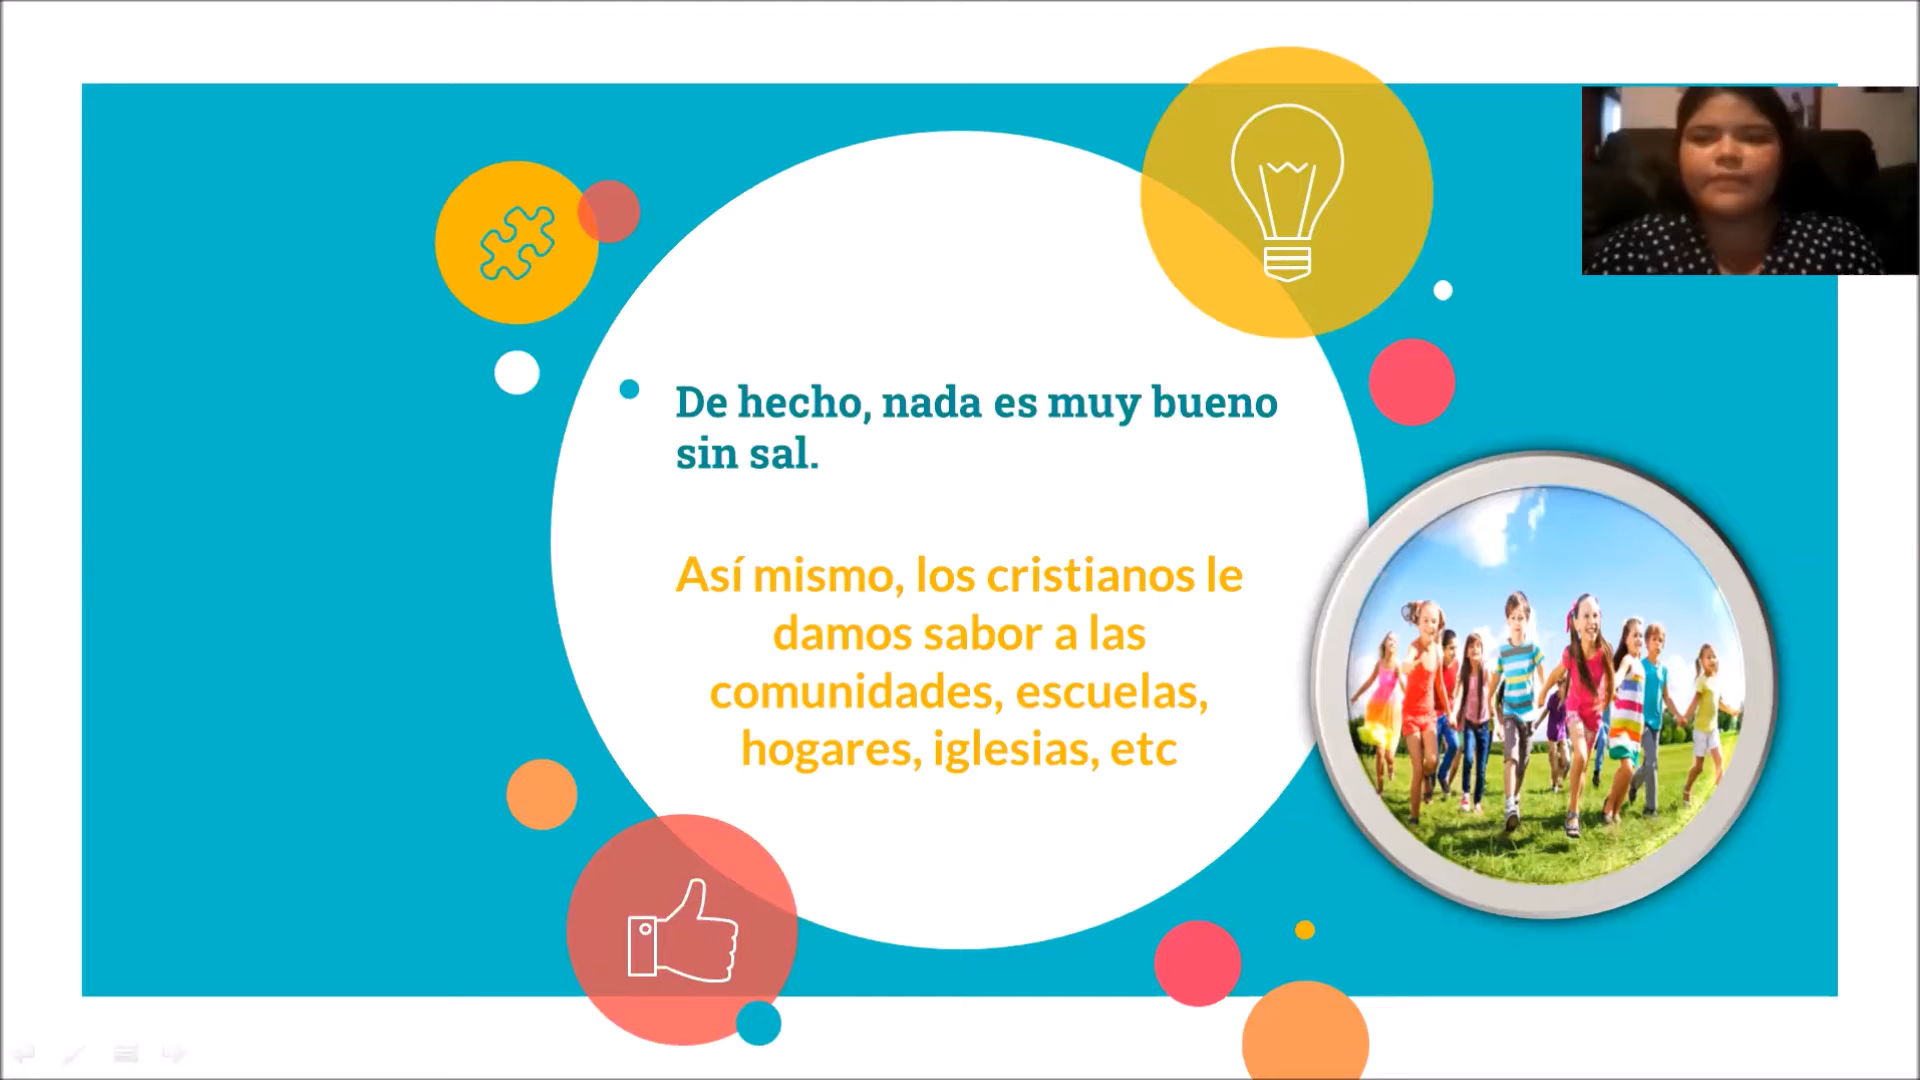 De hecho, nada es muy bueno
sin sal.
Así mismo, los cristianos le
damos sabor a las
comunidades, escuelas,
hogares, iglesias, etc